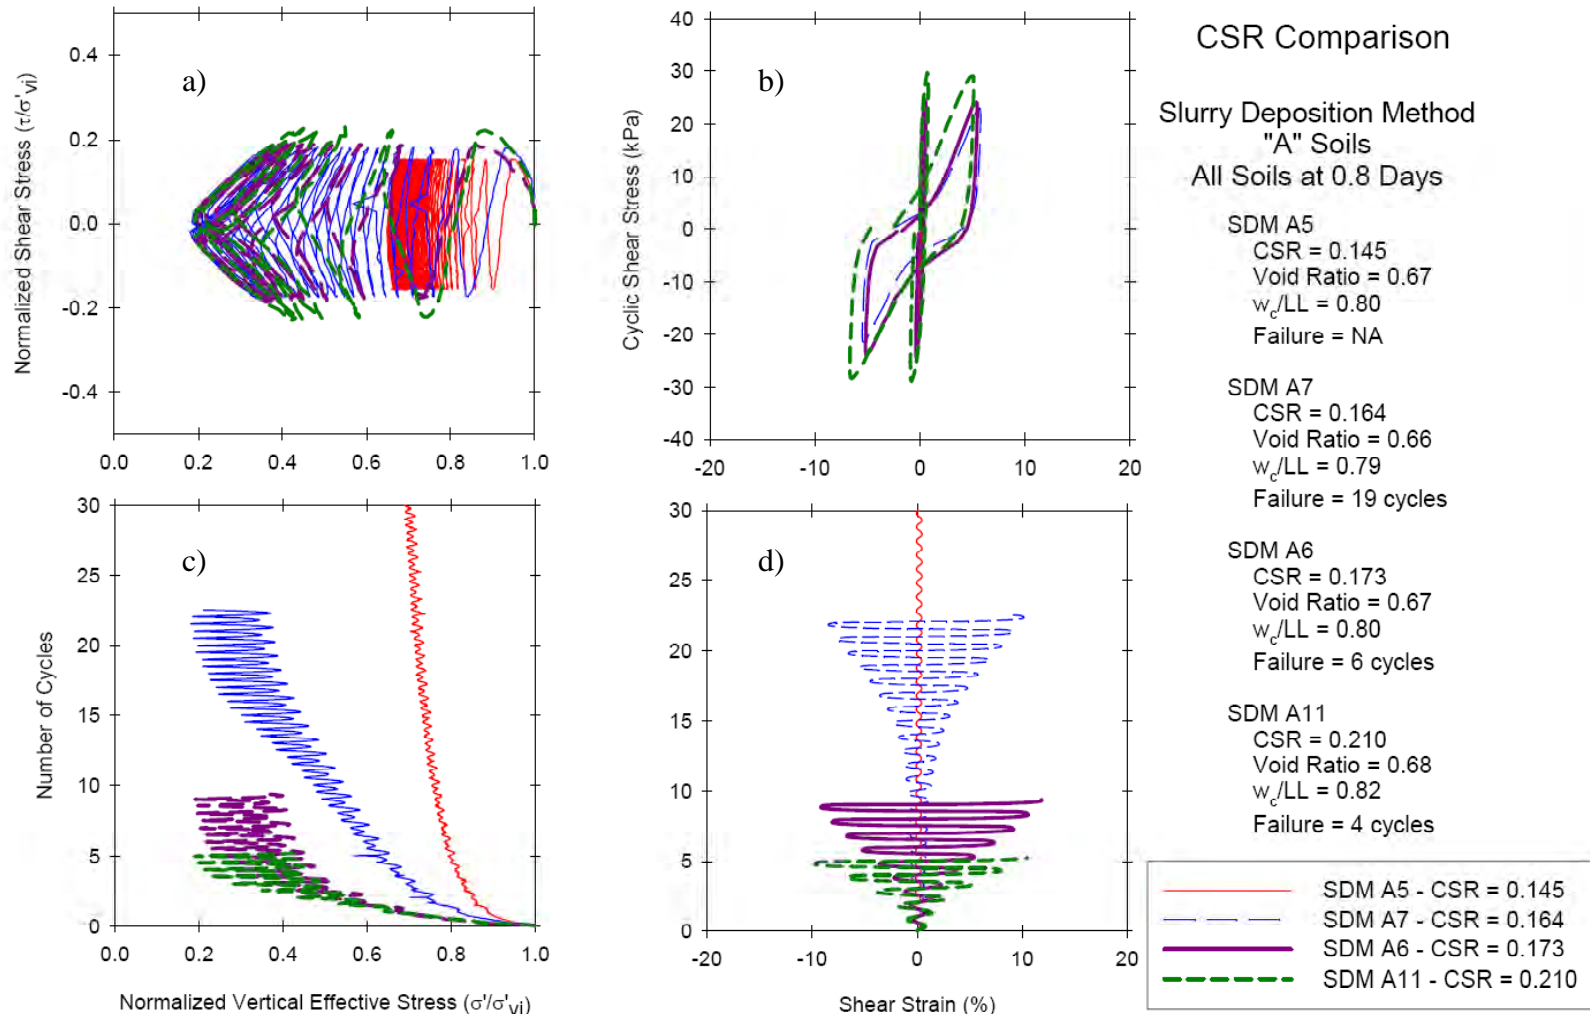 CSR Comparison
Slurry Deposition Method
"A" Soils
All Soils at 0.8 Days
SDM A5
CSR = 0.145
Void Ratio = 0.67
wc/LL = 0.80
Failure = NA
SDM A7
CSR = 0.164
Void Ratio = 0.66
wc/LL = 0.79
Failure = 19 cycles
SDM A6
CSR = 0.173
Void Ratio = 0.67
wc/LL = 0.80
Failure = 6 cycles
SDM A11
CSR = 0.210
Void Ratio = 0.68
wc/LL = 0.82
Failure = 4 cycles
SDM A5 - CSR = 0.145
SDM A7 - CSR = 0.164
SDM A6 - CSR = 0.173
SDM A11 - CSR = 0.210
a)
Normalized Shear Stress (τ/σ'vi)
0.4
0.2
0.0
-0.2
-0.4
0.0 0.2 0.4 0.6 0.8 1.0
b)
Cyclic Shear Stress (kPa)
40
30
20
10
0
-10
-20
-30
-40
-20 -10 0 10 20
c)
Number of Cycles
30
25
20
15
10
5
0
0.0 0.2 0.4 0.6 0.8 1.0
Normalized Vertical Effective Stress (σ'/σ'vi)
d)
30
25
20
15
10
5
0
-20 -10 0 10 20
Shear Strain (%)